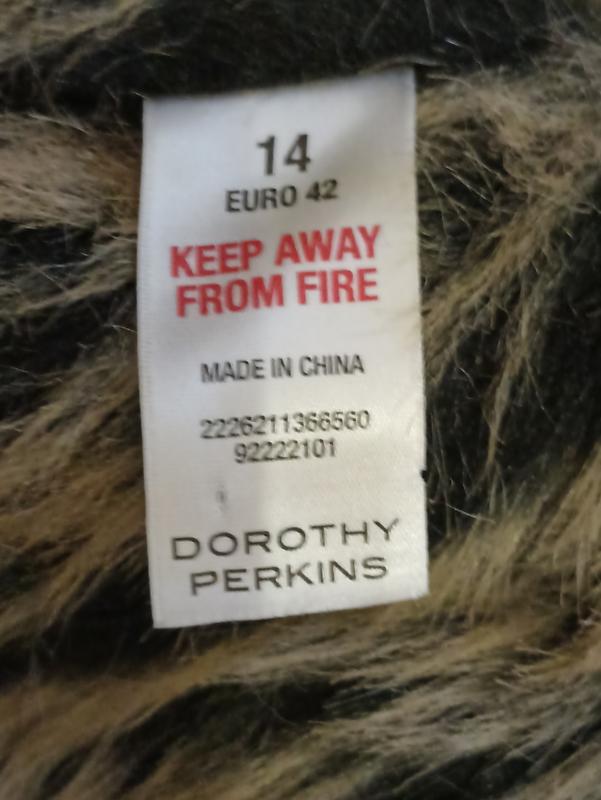 14
EURO 42
KEEP AWAY
FROM FIRE
MADE IN CHINA
2226211366560
92222101
DOROTHY
PERKINS